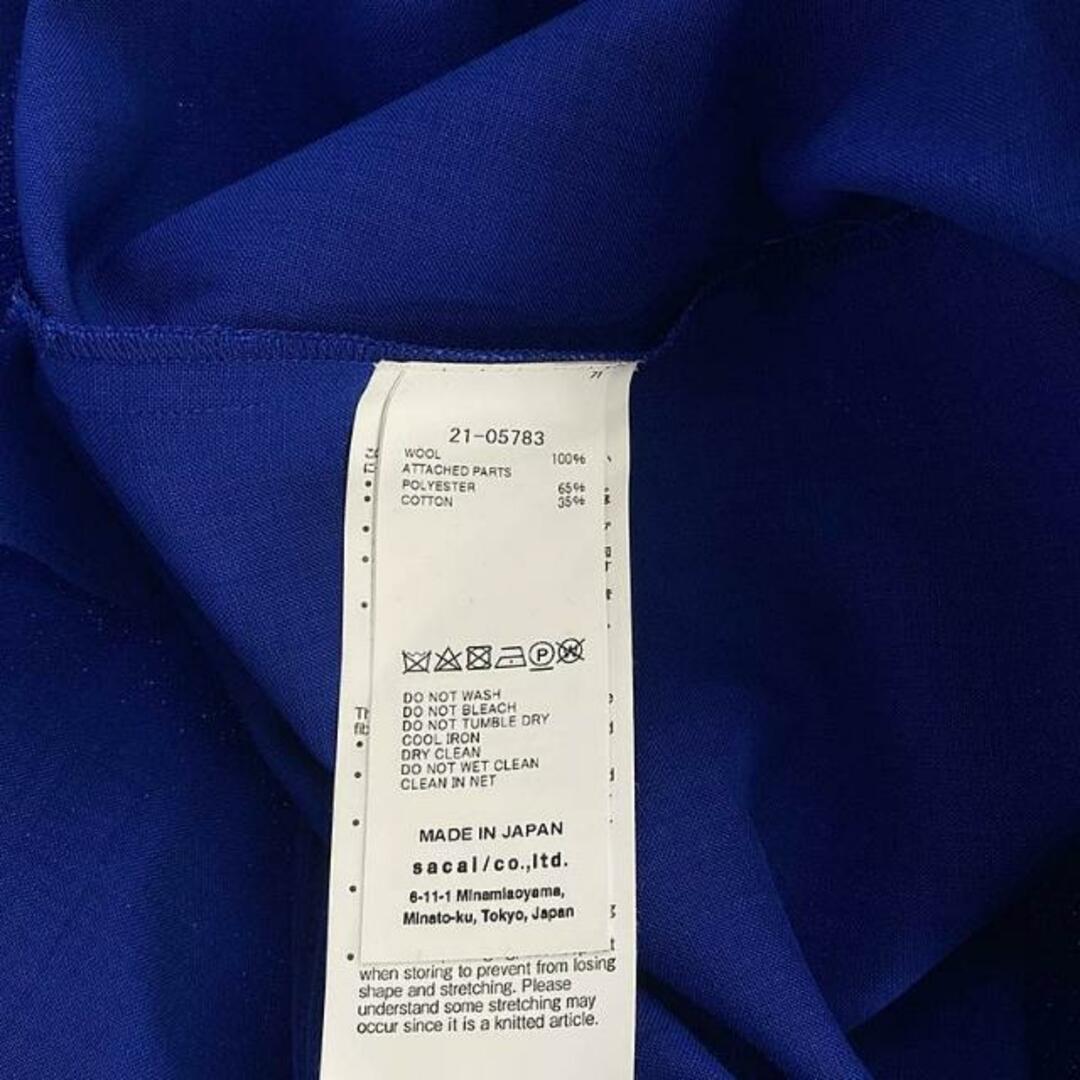 21-05783
WOOL 100%
ATTACHED PARTS
POLYESTER 65%
COTTON 35%
P W
DO NOT WASH
DO NOT BLEACH
DO NOT TUMBLE DRY
COOL IRON
DRY CLEAN
DO NOT WET CLEAN
CLEAN IN NET
MADE IN JAPAN
sacai/co.,ltd.
6-11-1 Minamiaoyama,
Minato-ku, Tokyo, Japan
when storing to prevent from losing
shape and stretching. Please
understand some stretching may
occur since it is a knitted article.